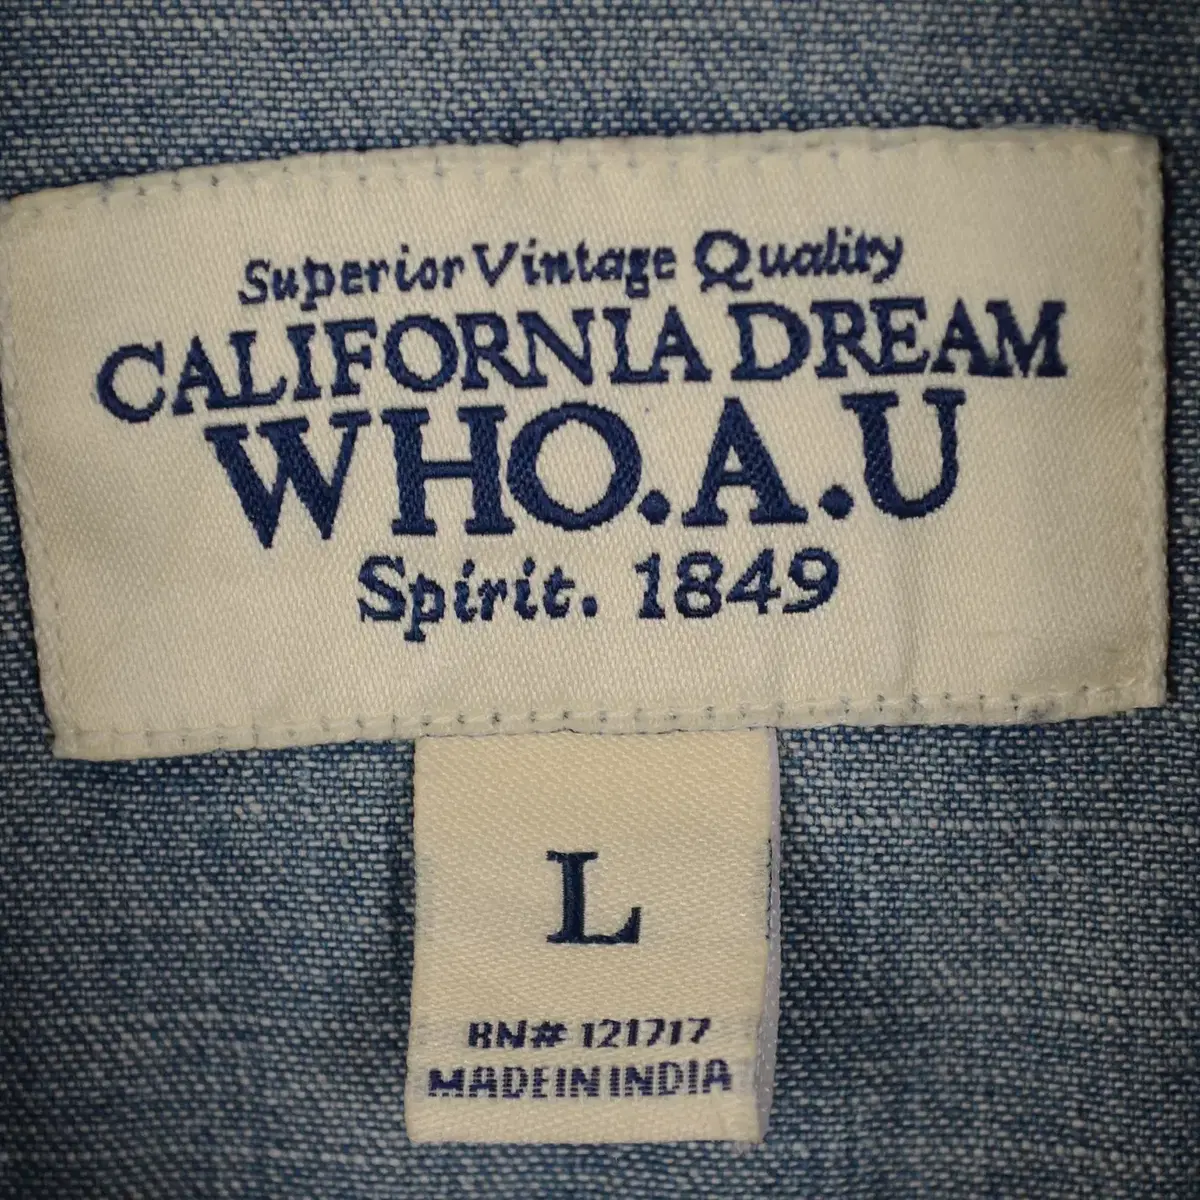 Superior Vintage Quality
CALIFORNIA DREAM
WHO.A.U
Spirit. 1849
L
RN# 121717
MADE IN INDIA